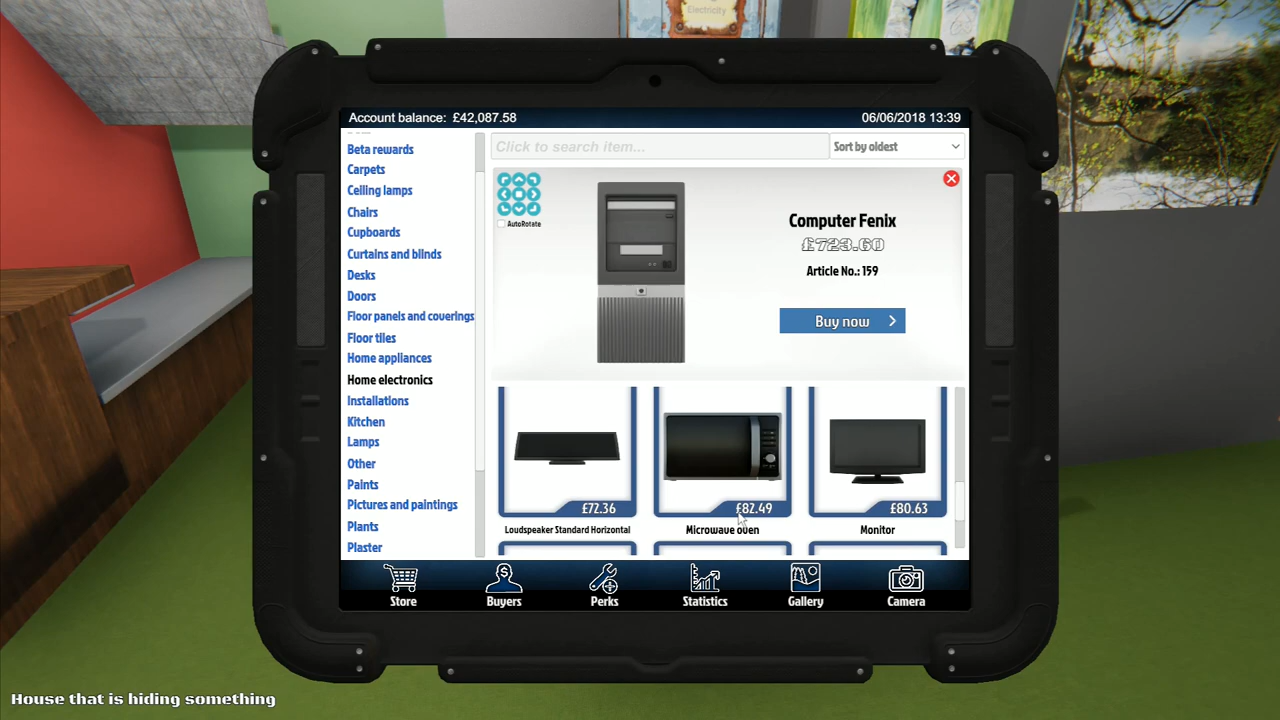 Electricity
Account balance: £42,087.58
06/06/2018 13:39
Beta rewards
Carpets
Ceiling lamps
Chairs
Cupboards
Curtains and blinds
Desks
Doors
Floor panels and coverings
Floor tiles
Home appliances
Home electronics
Installations
Kitchen
Lamps
Other
Paints
Pictures and paintings
Plants
Plaster
Click to search item...
Sort by oldest
AutoRotate
Computer Fenix
£723.60
Article No.: 159
Buy now
£72.36
£82.49
£80.63
Loudspeaker Standard Horizontal
Microwave oven
Monitor
Store
Buyers
Perks
Statistics
Gallery
Camera
House that is hiding something